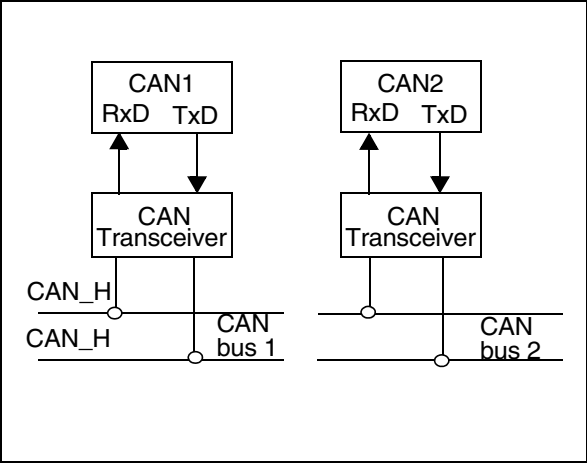 CAN1
RxD TxD
CAN2
RxD TxD
CAN
Transceiver
CAN
Transceiver
CAN_H
CAN_H
CAN
bus 1
CAN
bus 2